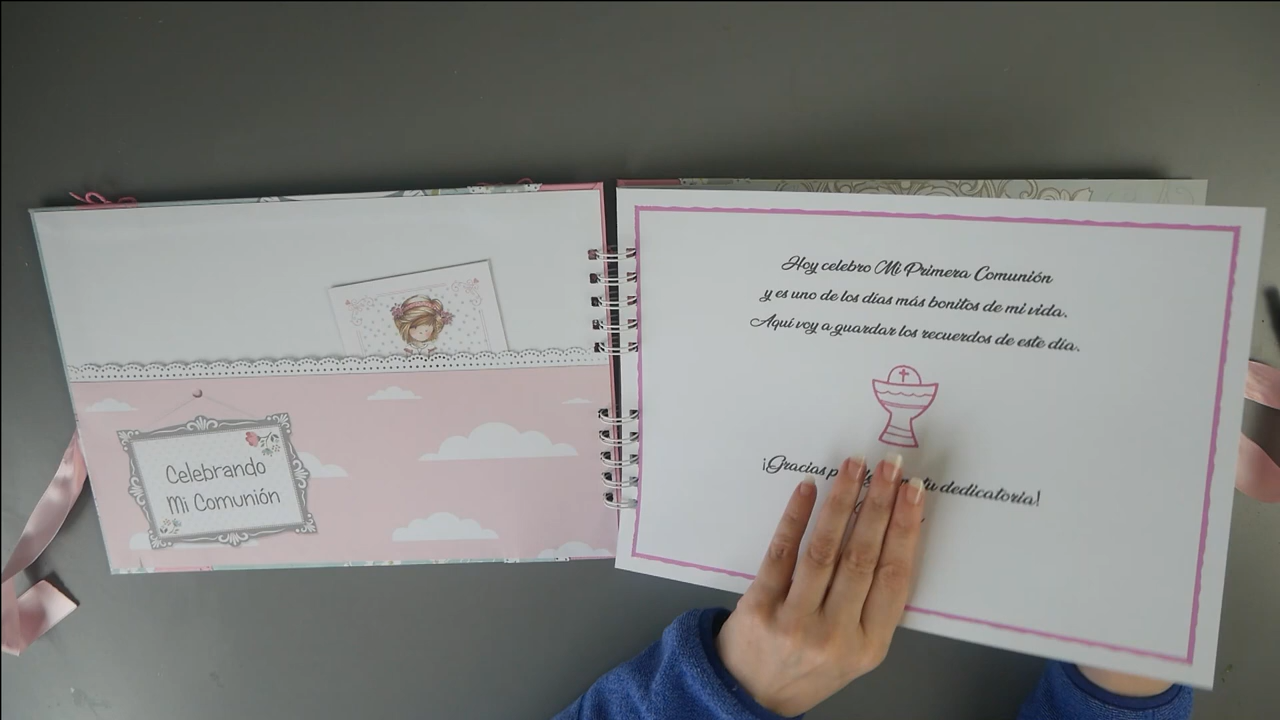 Celebrando
Mi Comunión
Hoy celebro Mi Primera Comunión
y es uno de los días más bonitos de mi vida.
Aquí voy a guardar los recuerdos de este día.
¡Gracias tu dedicatoria!